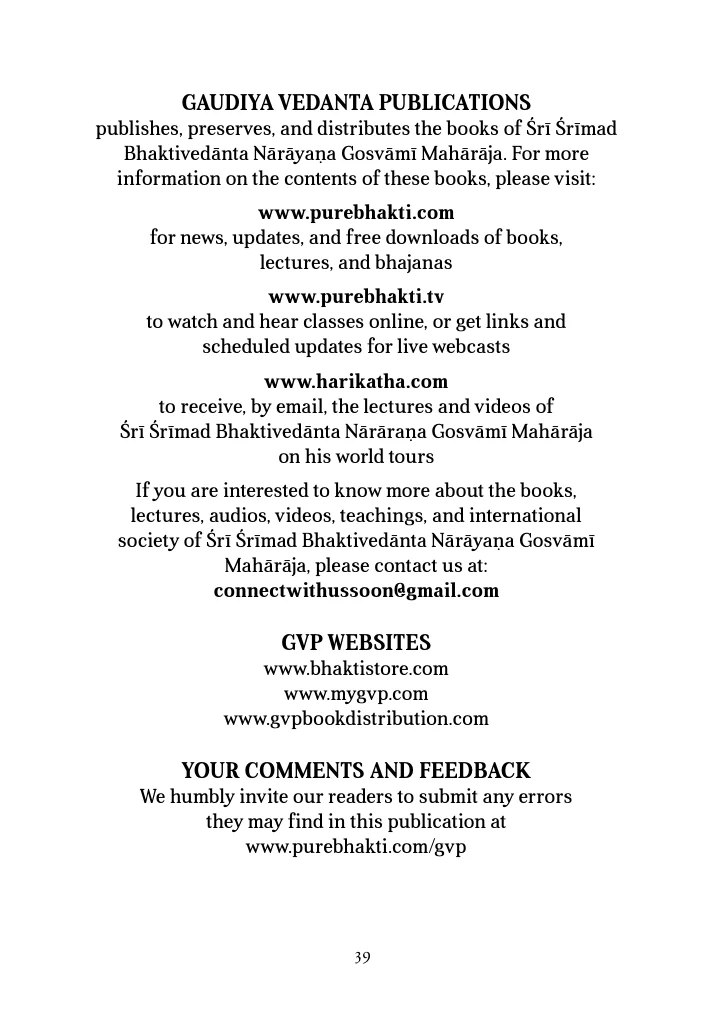 GAUDIYA VEDANTA PUBLICATIONS
publishes, preserves, and distributes the books of Śrī Śrīmad
Bhaktivedānta Nārāyaṇa Gosvāmī Mahārāja. For more
information on the contents of these books, please visit:
www.purebhakti.com
for news, updates, and free downloads of books,
lectures, and bhajanas
www.purebhakti.tv
to watch and hear classes online, or get links and
scheduled updates for live webcasts
www.harikatha.com
to receive, by email, the lectures and videos of
Śrī Śrīmad Bhaktivedānta Nārāraṇa Gosvāmī Mahārāja
on his world tours
If you are interested to know more about the books,
lectures, audios, videos, teachings, and international
society of Śrī Śrīmad Bhaktivedānta Nārāyaṇa Gosvāmī
Mahārāja, please contact us at:
connectwithussoon@gmail.com
GVP WEBSITES
www.bhaktistore.com
www.mygvp.com
www.gvpbookdistribution.com
YOUR COMMENTS AND FEEDBACK
We humbly invite our readers to submit any errors
they may find in this publication at
www.purebhakti.com/gvp
39